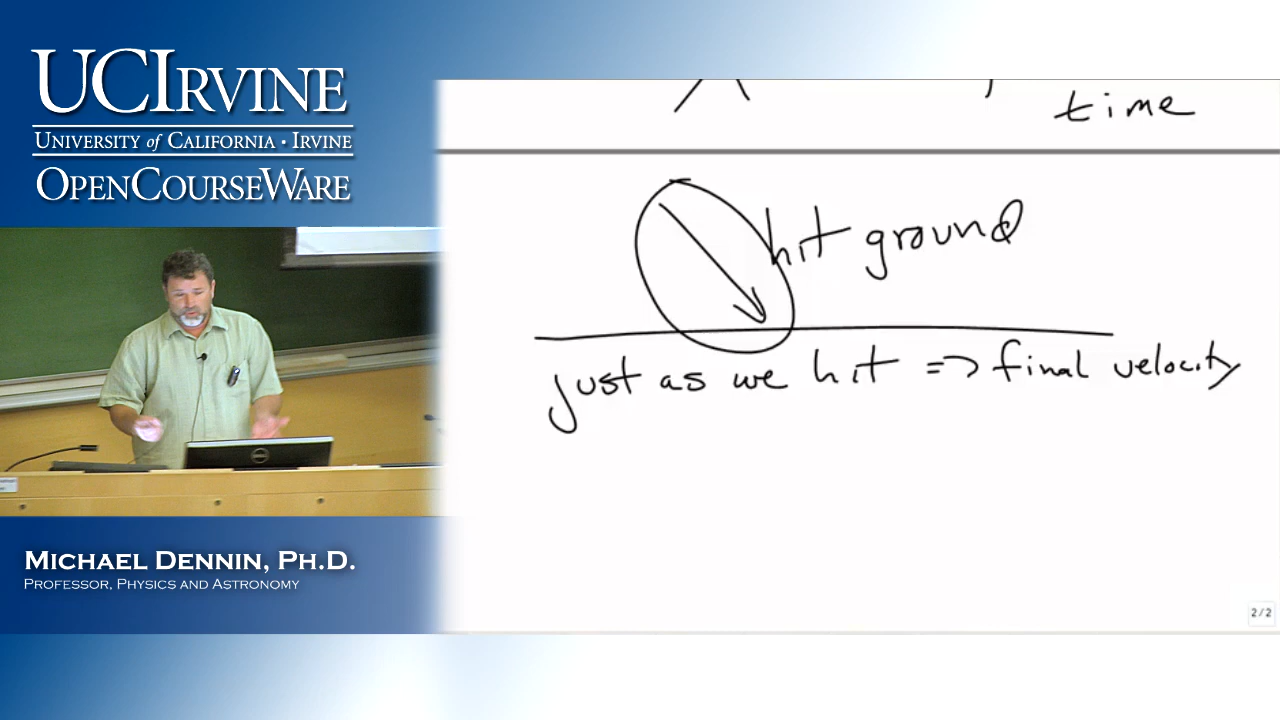 UCIRVINE
UNIVERSITY of CALIFORNIA · IRVINE
OPENCOURSEWARE
MICHAEL DENNIN, PH.D.
PROFESSOR, PHYSICS AND ASTRONOMY
time
hit ground
just as we hit => final velocity
2/2
DELL